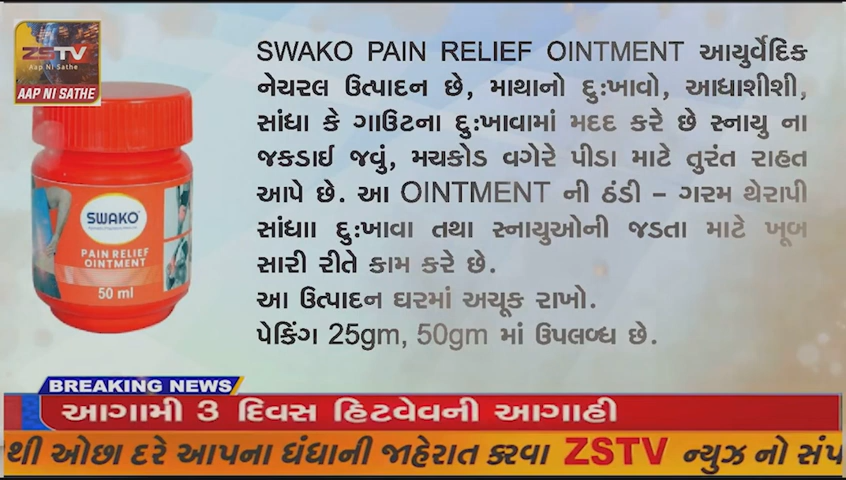 ZSTV
Aap Ni Sathe
AAP NI SATHE
SWAKO PAIN RELIEF OINTMENT આયુર્વેદિક
નેચરલ ઉત્પાદન છે, માથાનો દુઃખાવો, આધાશીશી,
સાંધા કે ગાઉટના દુઃખાવામાં મદદ કરે છે સ્નાયુ ના
જકડાઈ જવું, મચકોડ વગેરે પીડા માટે તુરંત રાહત
આપે છે. આ OINTMENT ની ઠંડી – ગરમ થેરાપી
સાંધાા દુઃખાવા તથા સ્નાયુઓની જડતા માટે ખૂબ
સારી રીતે કામ કરે છે.
આ ઉત્પાદન ઘરમાં અચૂક રાખો.
પેકિંગ 25gm, 50gm માં ઉપલબ્ધ છે.
SWAKO
PAIN RELIEF
OINTMENT
50 ml
BREAKING NEWS
આગામી 3 દિવસ હિટવેવની આગાહી
થી ઓછા દરે આપના ધંધાની જાહેરાત કરવા ZSTV ન્યુઝ નો સંપ